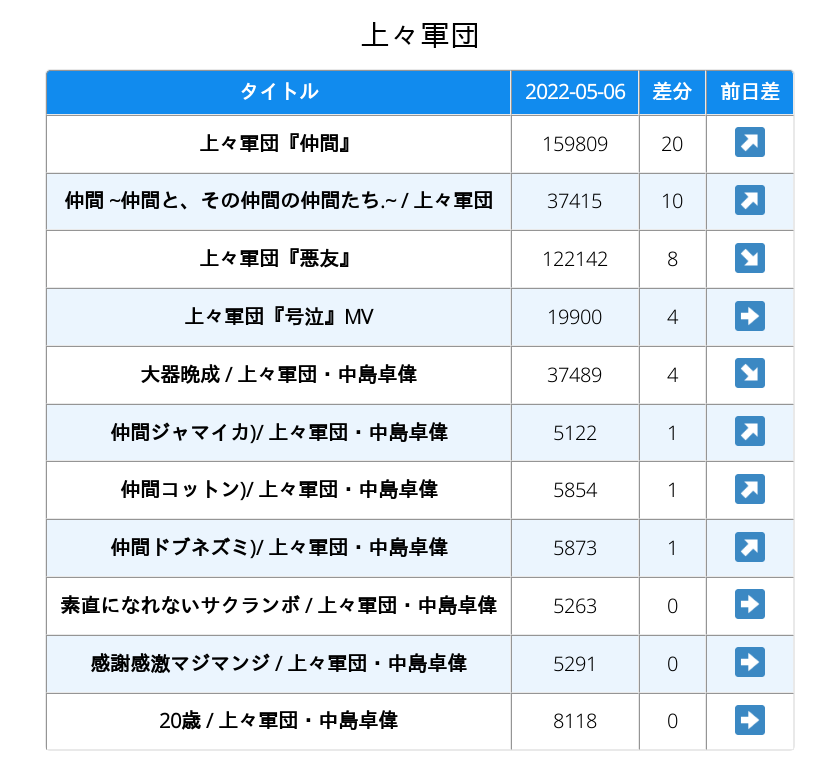 上々軍団
タイトル 2022-05-06 差分 前日差
上々軍団『仲間』 159809 20 ↗
仲間 ~仲間と、その仲間の仲間たち.~ / 上々軍団 37415 10 ↗
上々軍団『悪友』 122142 8 ↘
上々軍団『号泣』MV 19900 4 ➡
大器晩成 / 上々軍団・中島卓偉 37489 4 ↘
仲間ジャマイカ)/ 上々軍団・中島卓偉 5122 1 ↗
仲間コットン)/ 上々軍団・中島卓偉 5854 1 ↗
仲間ドブネズミ)/ 上々軍団・中島卓偉 5873 1 ↗
素直になれないサクランボ / 上々軍団・中島卓偉 5263 0 ➡
感謝感激マジマンジ / 上々軍団・中島卓偉 5291 0 ➡
20歳 / 上々軍団・中島卓偉 8118 0 ➡